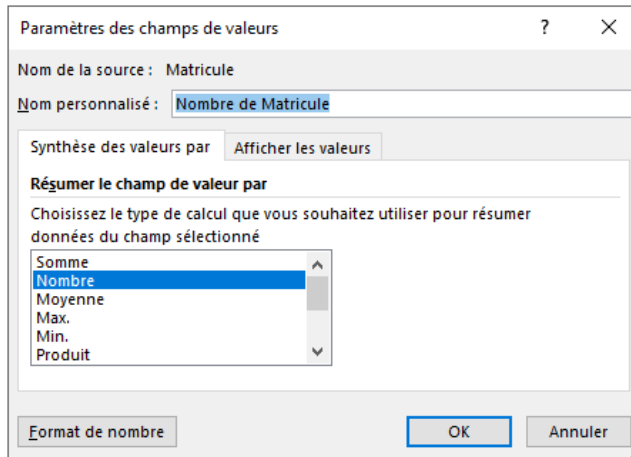 Paramètres des champs de valeurs ? ×
Nom de la source : Matricule
Nom personnalisé : Nombre de Matricule
Synthèse des valeurs par Afficher les valeurs
Résumer le champ de valeur par
Choisissez le type de calcul que vous souhaitez utiliser pour résumer
données du champ sélectionné
Somme
Nombre
Moyenne
Max.
Min.
Produit
Format de nombre OK Annuler